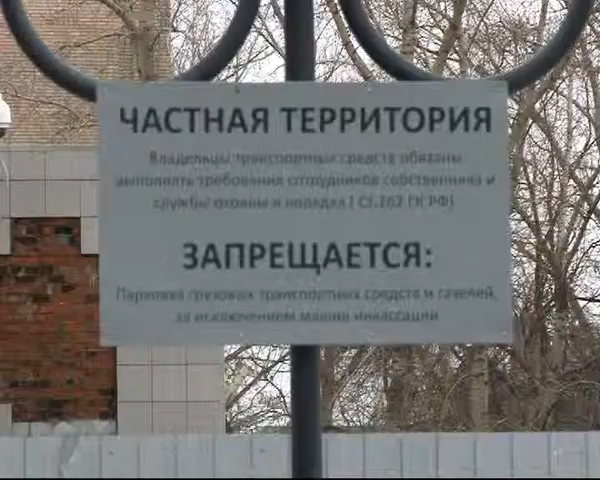 ЧАСТНАЯ ТЕРРИТОРИЯ
Владельцы транспортных средств обязаны
выполнять требования сотрудников собственника и
службы охраны и порядка ( Ст.262 ГК РФ)
ЗАПРЕЩАЕТСЯ:
Парковка грузовых транспортных средств и газелей,
за исключением машин инкассации